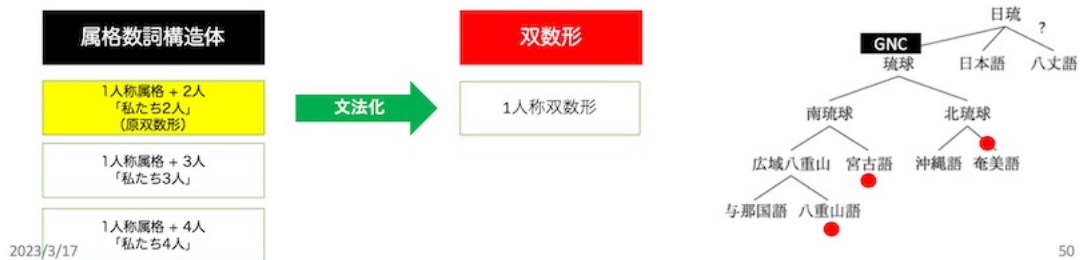 属格数詞構造体
1人称属格 + 2人
「私たち2人」
（原双数形）
1人称属格 + 3人
「私たち3人」
1人称属格 + 4人
「私たち4人」
文法化
双数形
1人称双数形
日琉
?
GNC
琉球
日本語
八丈語
南琉球
北琉球
広域八重山
宮古語
沖縄語
奄美語
与那国語
八重山語
2023/3/17
50